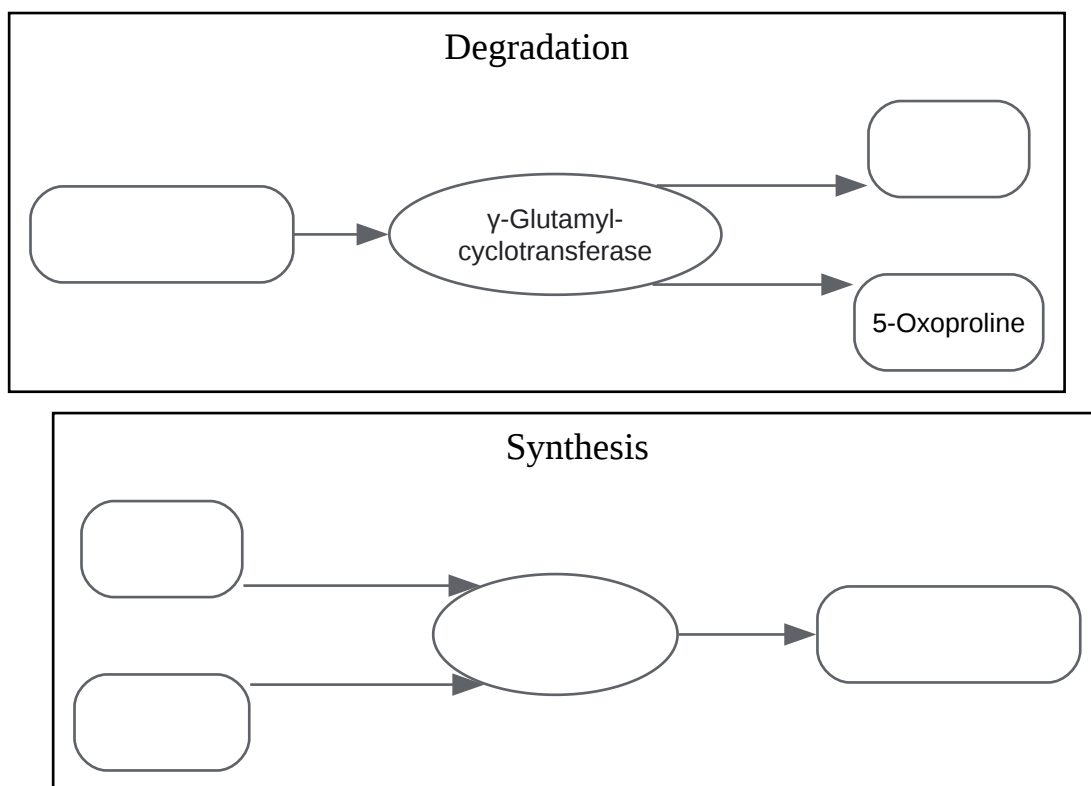 Degradation
γ-Glutamyl-
cyclotransferase
5-Oxoproline
Synthesis